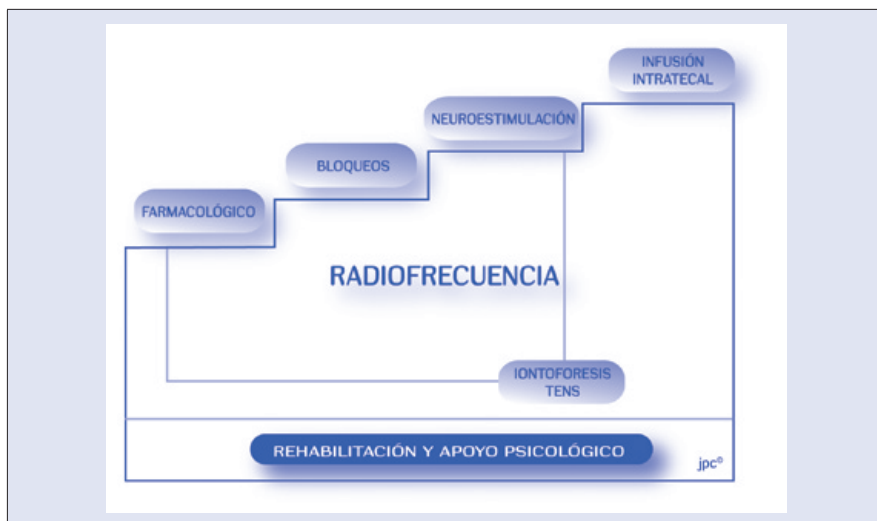 INFUSIÓN
INTRATECAL
NEUROESTIMULACIÓN
BLOQUEOS
FARMACOLÓGICO
RADIOFRECUENCIA
IONTOFORESIS
TENS
REHABILITACIÓN Y APOYO PSICOLÓGICO
jpc©